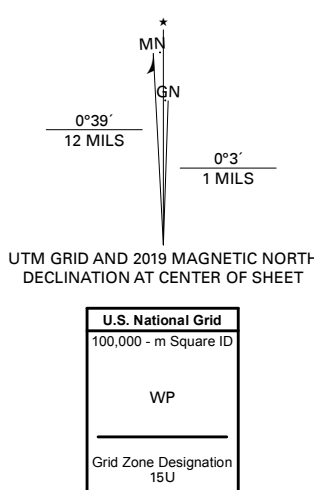 ★
MN
GN
0°39´
12 MILS
0°3´
1 MILS
UTM GRID AND 2019 MAGNETIC NORTH
DECLINATION AT CENTER OF SHEET
U.S. National Grid
100,000 - m Square ID
WP
Grid Zone Designation
15U